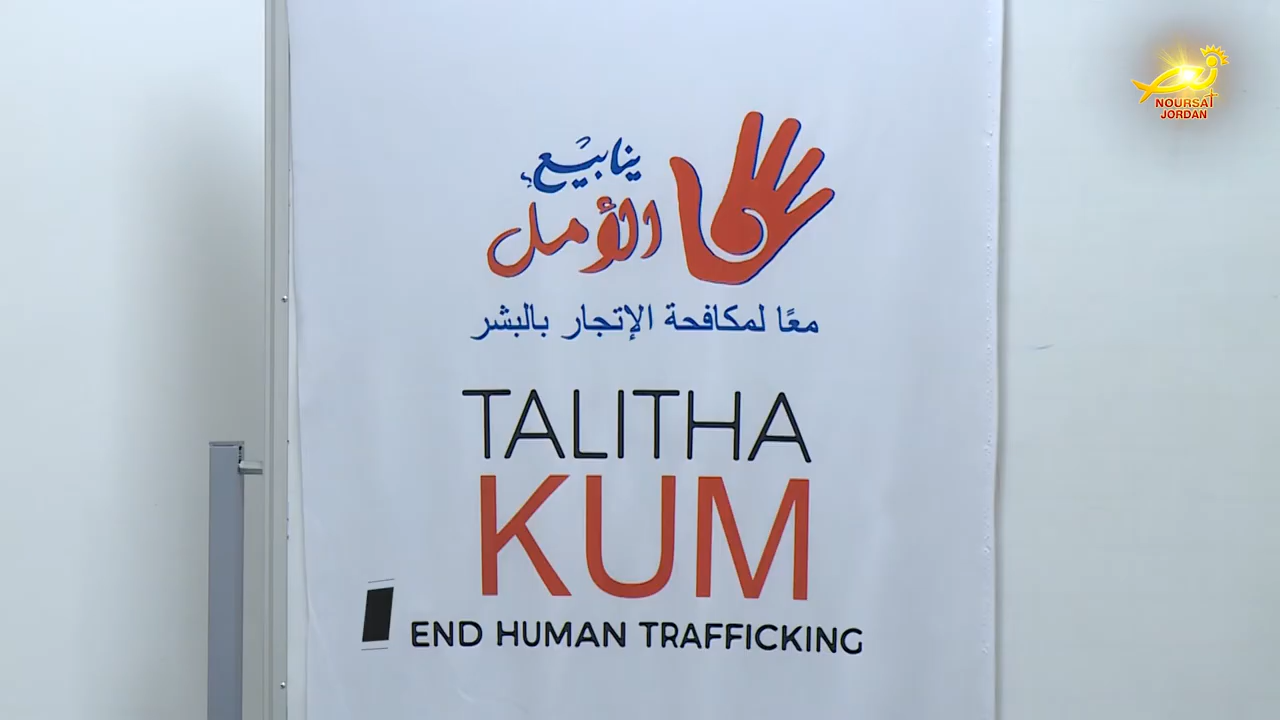 ينابيع
الأمل
معًا لمكافحة الإتجار بالبشر
TALITHA
KUM
END HUMAN TRAFFICKING
NOURSAT
JORDAN